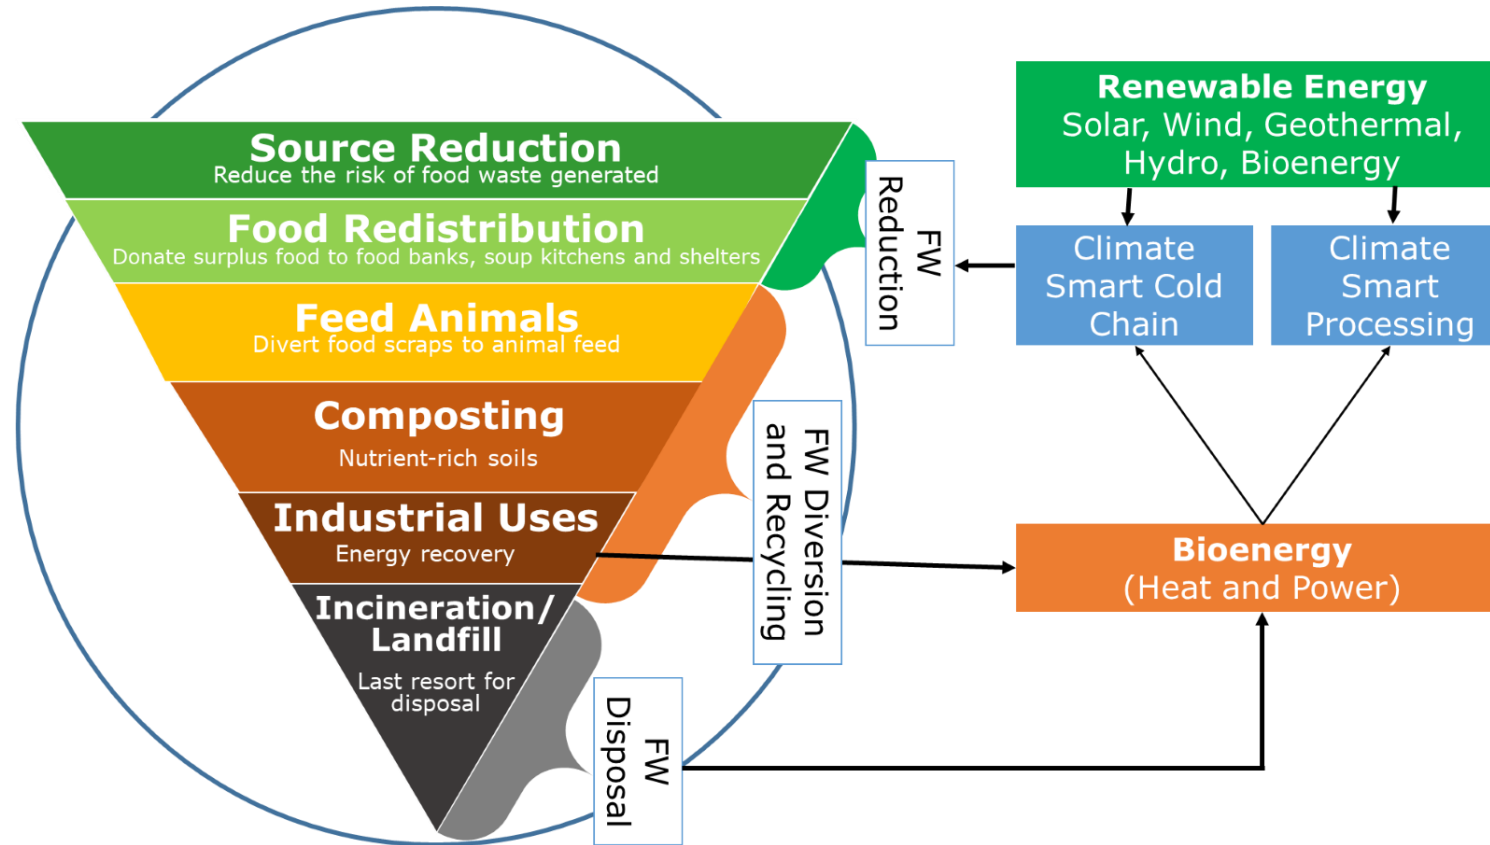 Source Reduction
Reduce the risk of food waste generated
Food Redistribution
Donate surplus food to food banks, soup kitchens and shelters
Feed Animals
Divert food scraps to animal feed
Composting
Nutrient-rich soils
Industrial Uses
Energy recovery
Incineration/
Landfill
Last resort for
disposal
FW
Reduction
FW Diversion
and Recycling
FW
Disposal
Renewable Energy
Solar, Wind, Geothermal,
Hydro, Bioenergy
Climate
Smart Cold
Chain
Climate
Smart
Processing
Bioenergy
(Heat and Power)